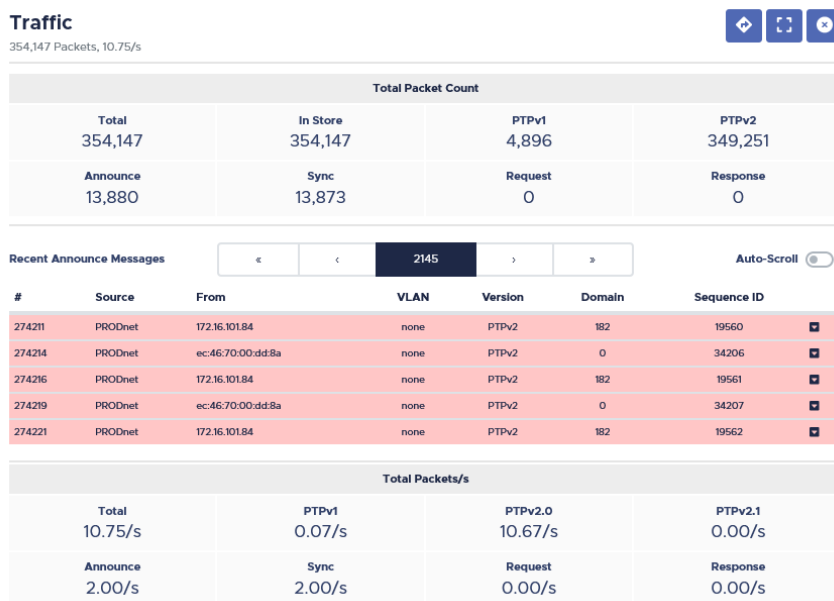 Traffic
354,147 Packets, 10.75/s
Total Packet Count
Total In Store PTPv1 PTPv2
354,147 354,147 4,896 349,251
Announce Sync Request Response
13,880 13,873 0 0
Recent Announce Messages « ‹ 2145 › » Auto-Scroll
# Source From VLAN Version Domain Sequence ID
274211 PRODnet 172.16.101.84 none PTPv2 182 19560
274214 PRODnet ec:46:70:00:dd:8a none PTPv2 0 34206
274216 PRODnet 172.16.101.84 none PTPv2 182 19561
274219 PRODnet ec:46:70:00:dd:8a none PTPv2 0 34207
274221 PRODnet 172.16.101.84 none PTPv2 182 19562
Total Packets/s
Total PTPv1 PTPv2.0 PTPv2.1
10.75/s 0.07/s 10.67/s 0.00/s
Announce Sync Request Response
2.00/s 2.00/s 0.00/s 0.00/s